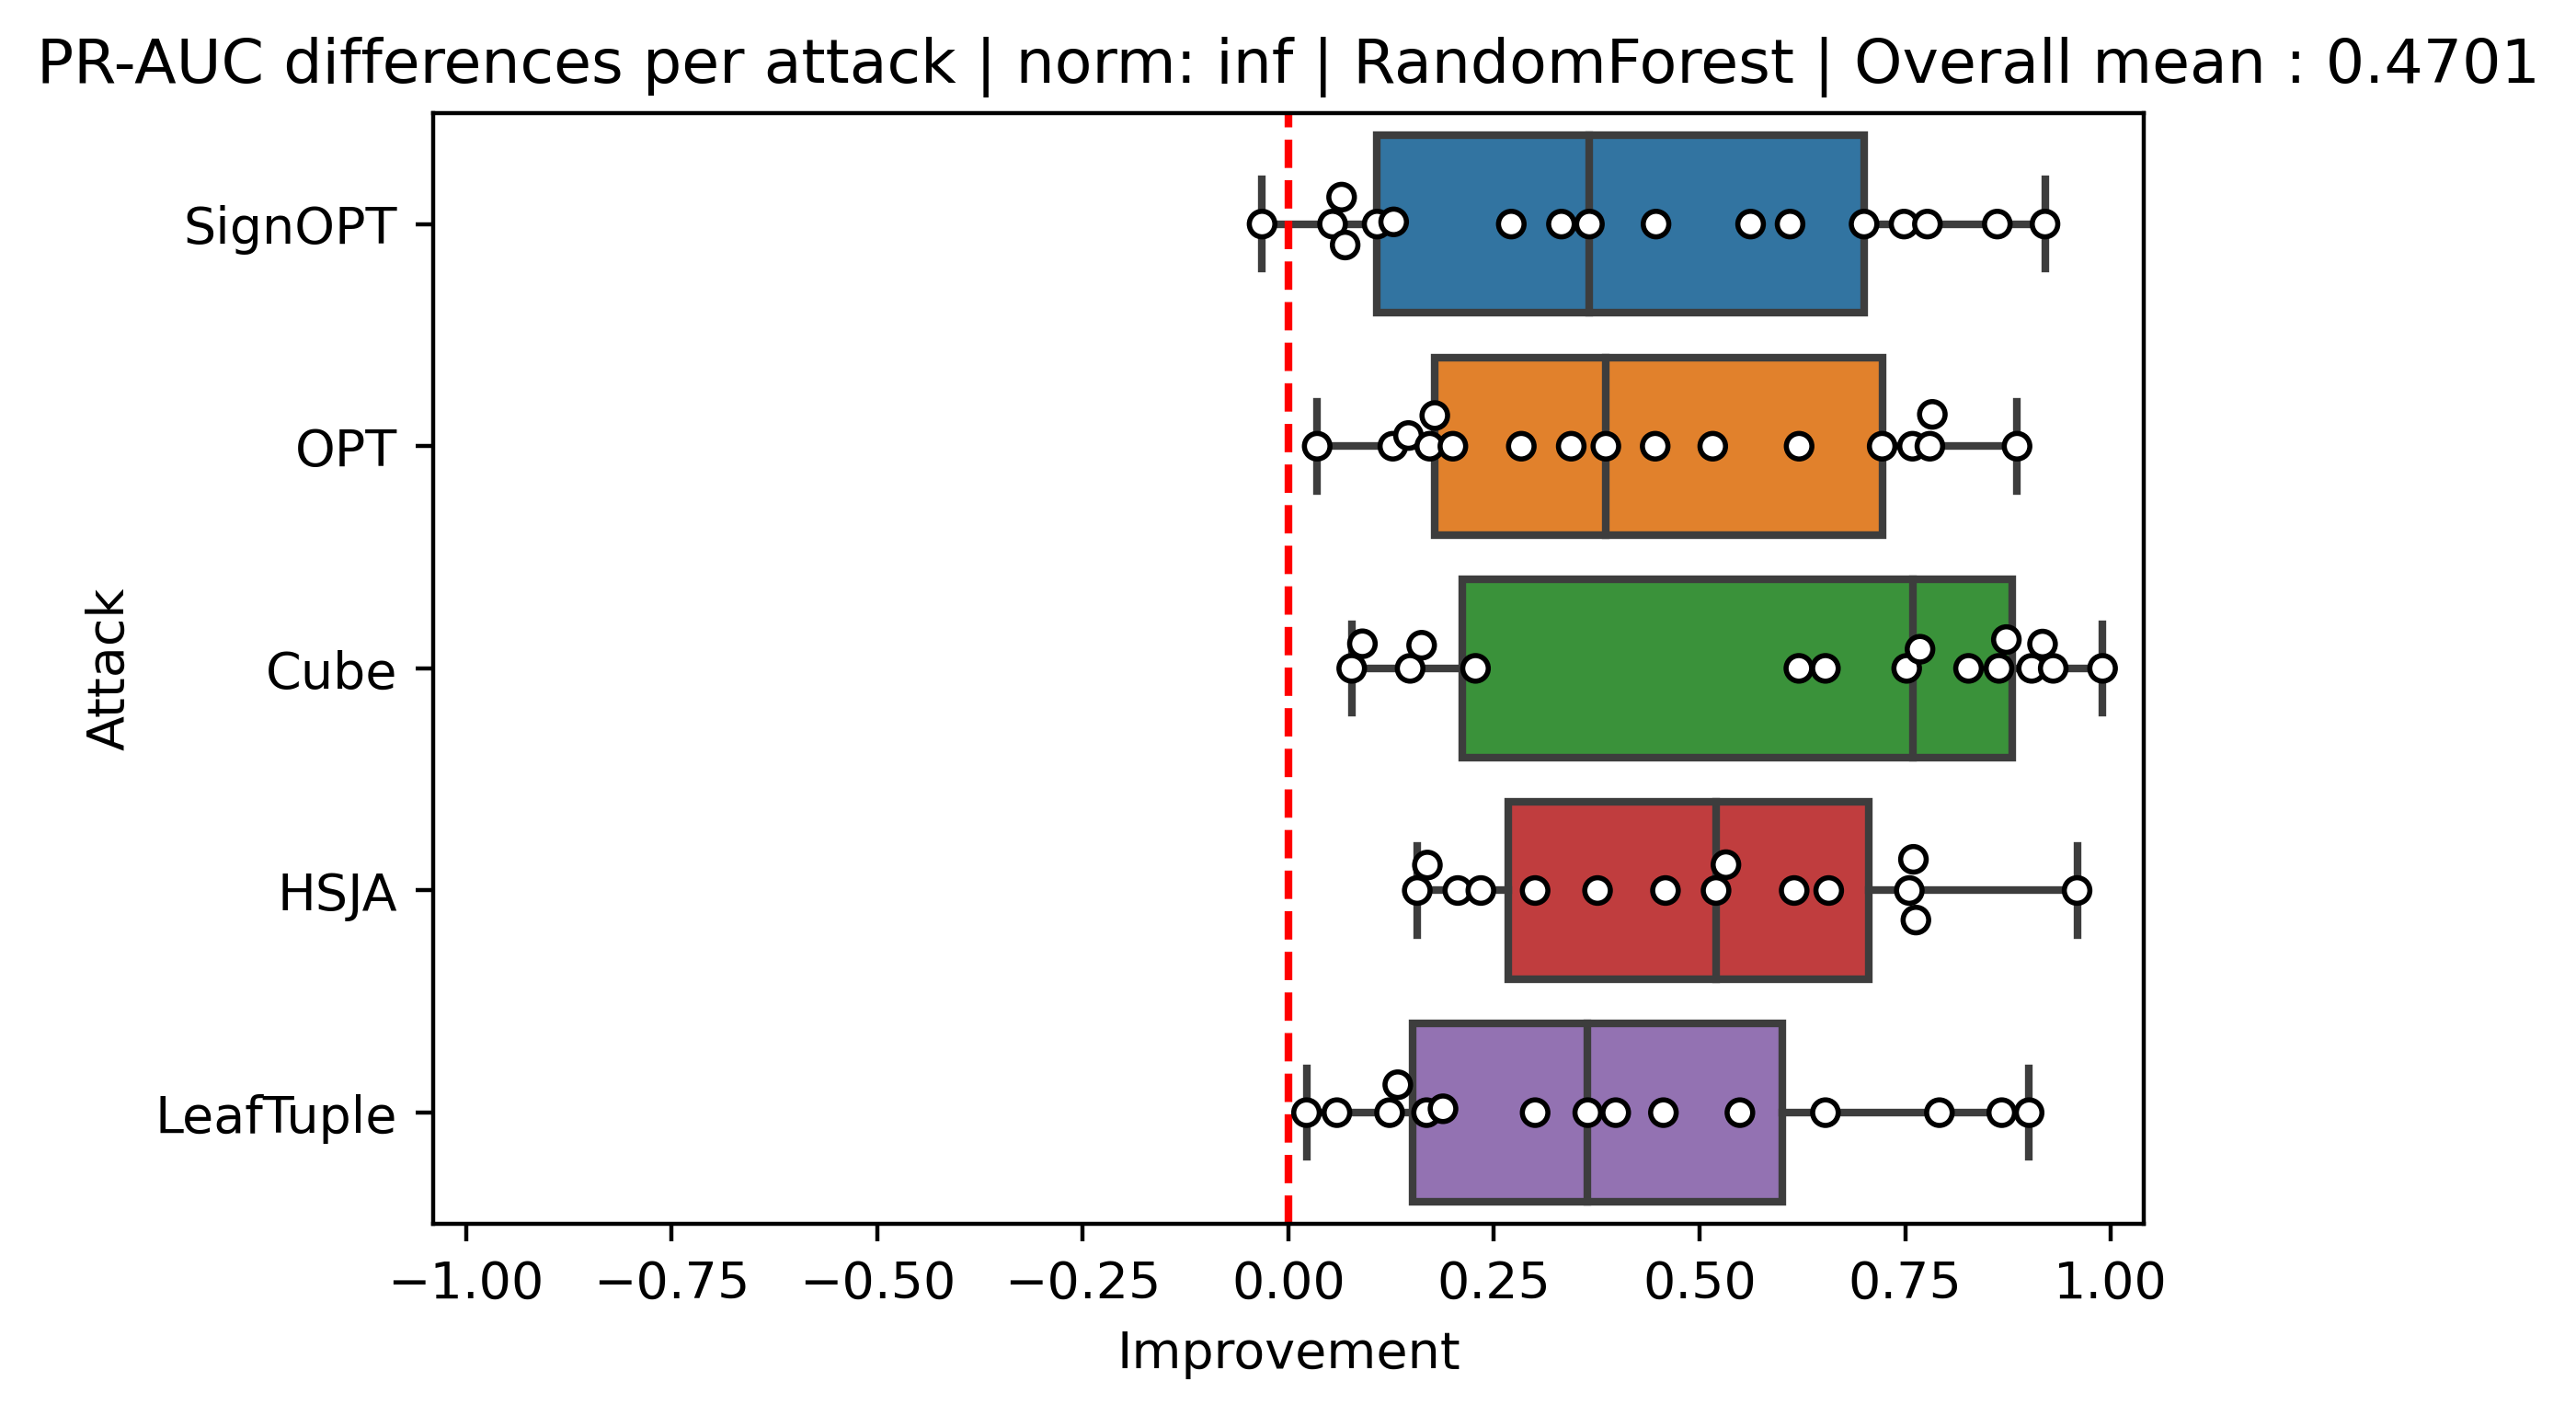 PR-AUC differences per attack | norm: inf | RandomForest | Overall mean : 0.4701
SignOPT
OPT
Cube
HSJA
LeafTuple
Attack
−1.00 −0.75 −0.50 −0.25 0.00 0.25 0.50 0.75 1.00
Improvement